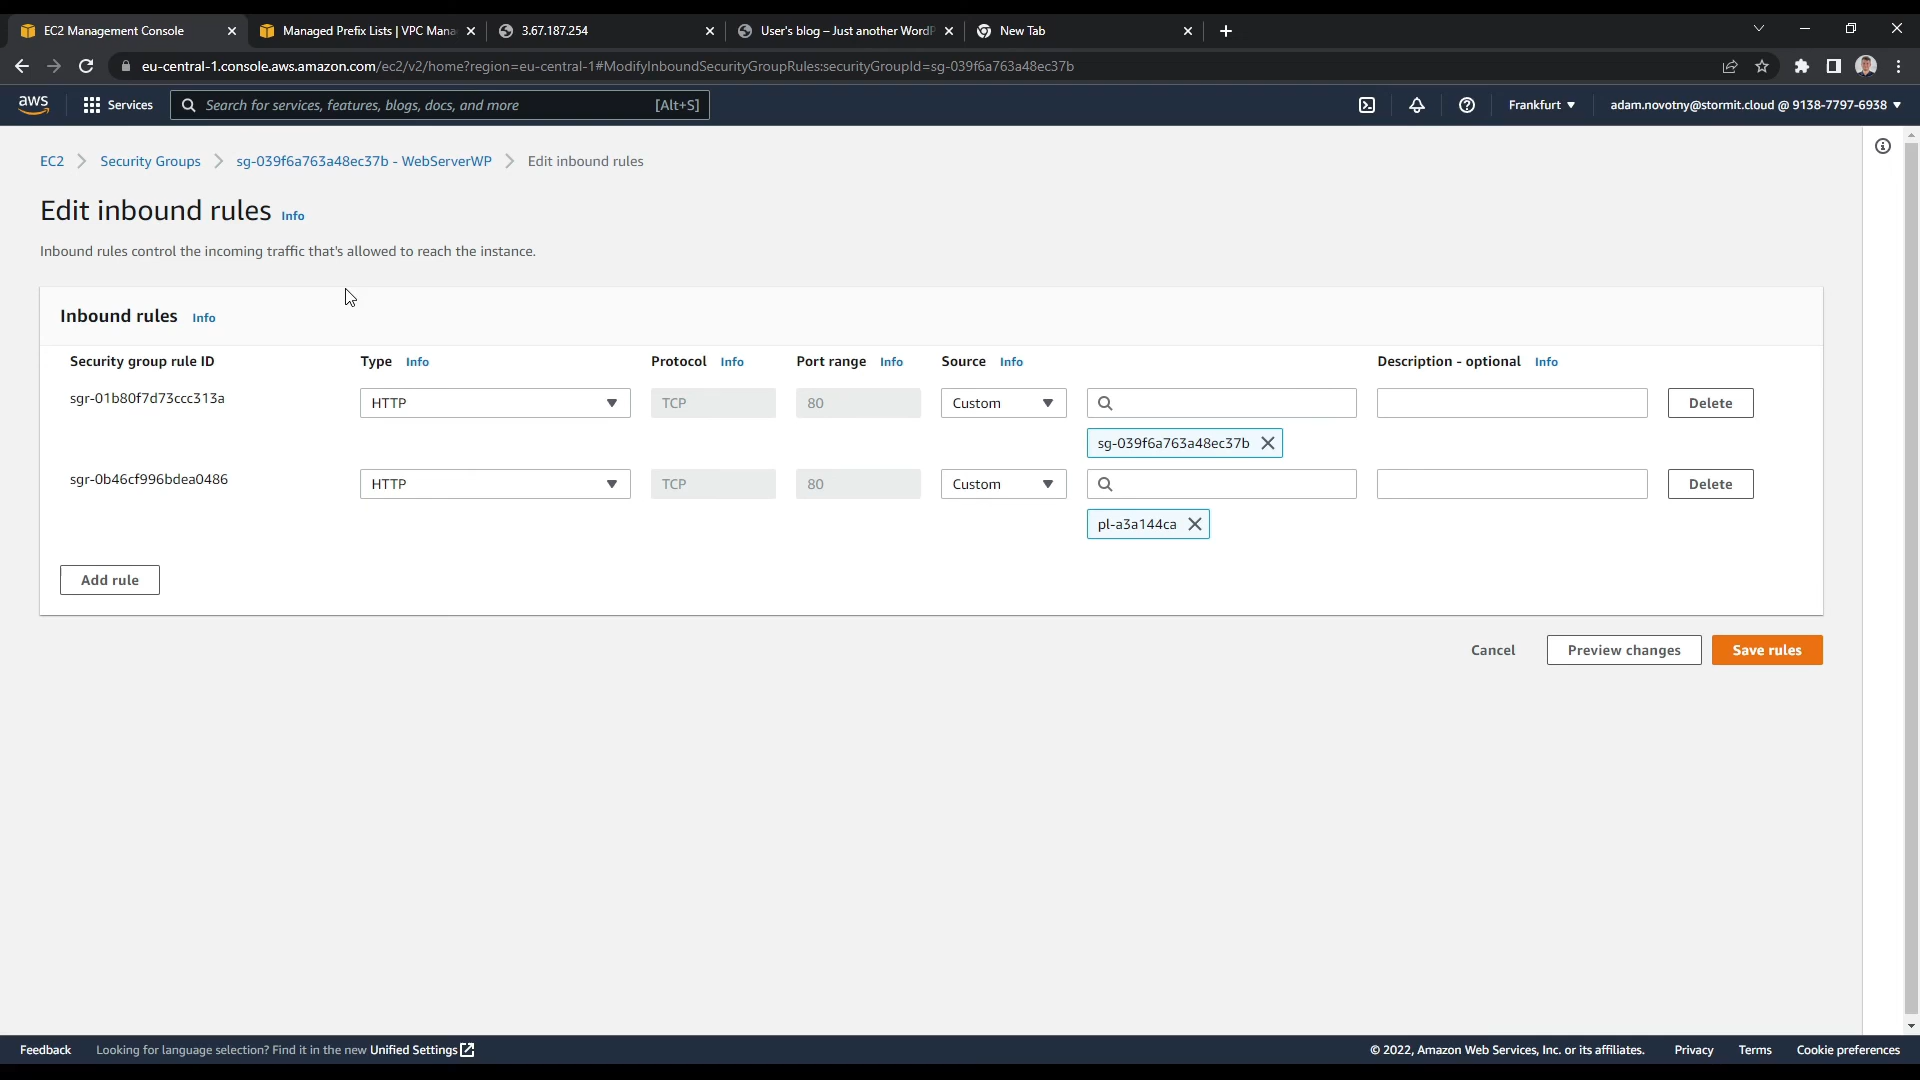 EC2 Management Console
Managed Prefix Lists | VPC Mana
3.67.187.254
User's blog – Just another WordP
New Tab
eu-central-1.console.aws.amazon.com/ec2/v2/home?region=eu-central-1#ModifyInboundSecurityGroupRules:securityGroupId=sg-039f6a763a48ec37b
aws
Services
Search for services, features, blogs, docs, and more
[Alt+S]
Frankfurt
adam.novotny@stormit.cloud @ 9138-7797-6938
EC2
Security Groups
sg-039f6a763a48ec37b - WebServerWP
Edit inbound rules
Edit inbound rules Info
Inbound rules control the incoming traffic that's allowed to reach the instance.
Inbound rules Info
Security group rule ID
Type Info
Protocol Info
Port range Info
Source Info
Description - optional Info
sgr-01b80f7d73ccc313a
HTTP
TCP
80
Custom
Delete
sg-039f6a763a48ec37b
sgr-0b46cf996bdea0486
HTTP
TCP
80
Custom
Delete
pl-a3a144ca
Add rule
Cancel
Preview changes
Save rules
Feedback
Looking for language selection? Find it in the new Unified Settings
© 2022, Amazon Web Services, Inc. or its affiliates.
Privacy
Terms
Cookie preferences